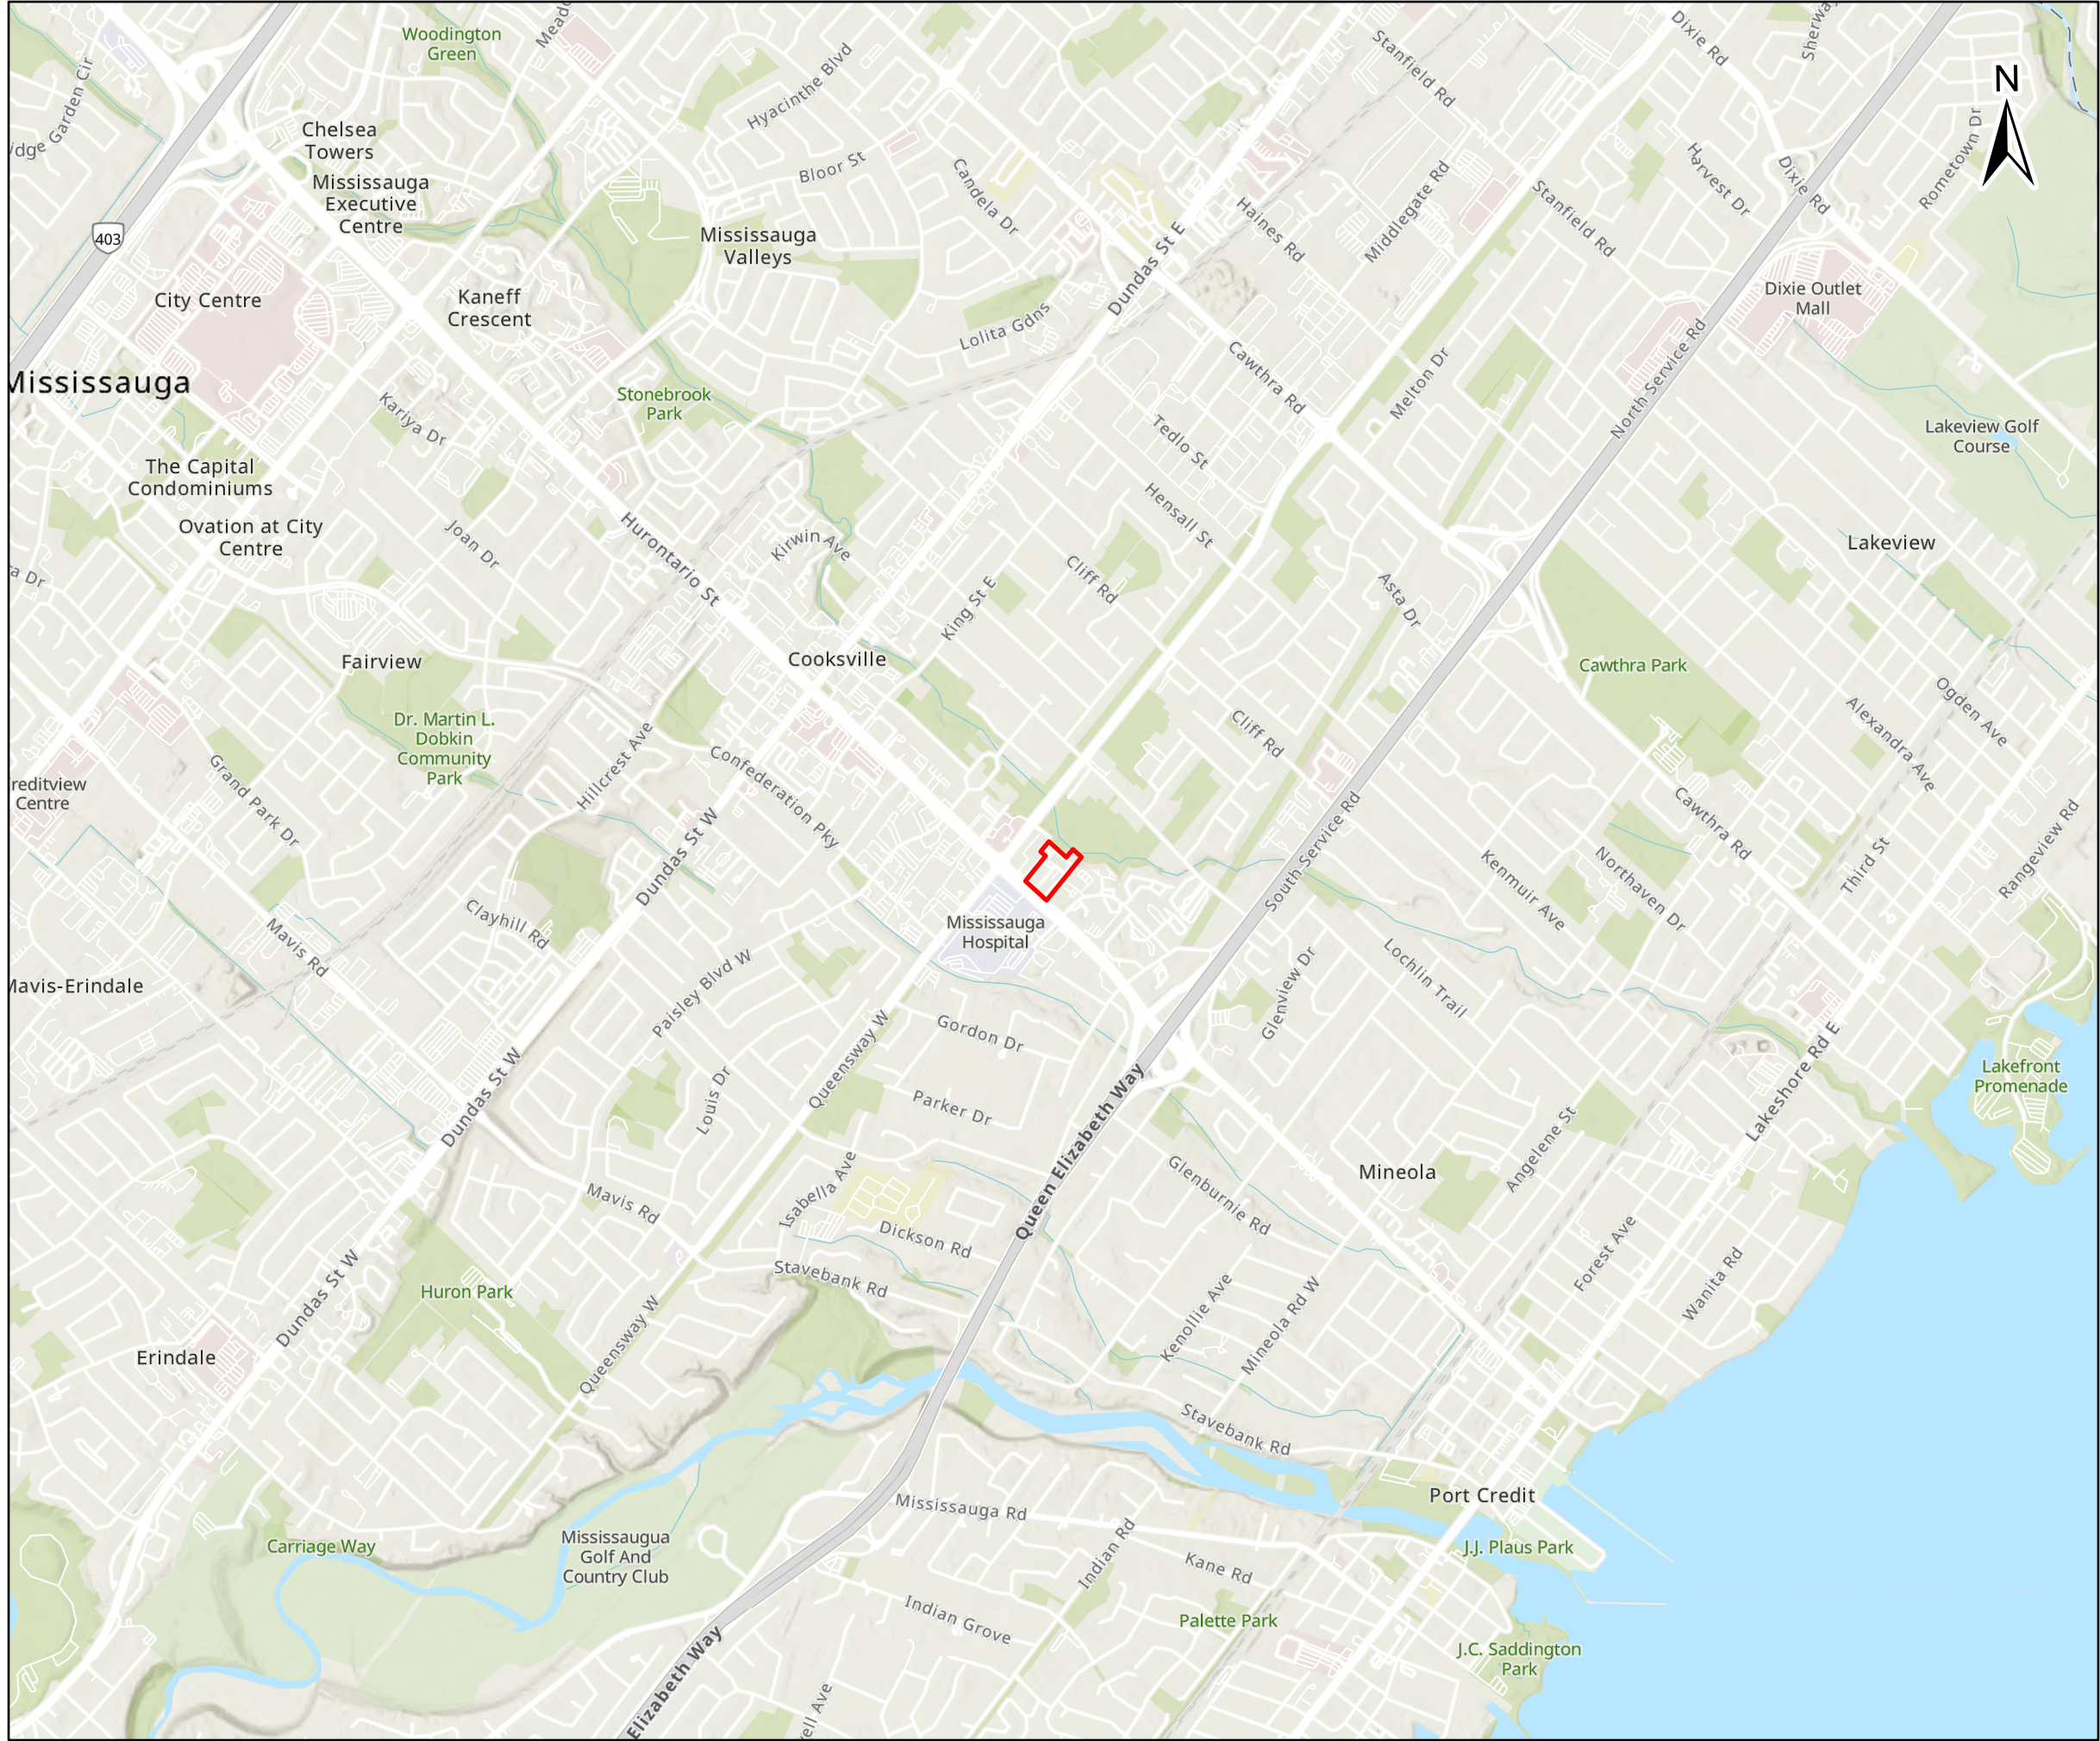 Woodington
Green
Hyacinthe Blvd
Stanfield Rd
Dixie Rd
N
Chelsea
Towers
Mississauga
Executive
Centre
Bloor St
Candela Dr
Haines Rd
Middlegate Rd
Harvest Dr
Dixie Rd
Rometown Dr
403
Mississauga
Valleys
Dundas St E
Stanfield Rd
City Centre
Kaneff
Crescent
Lolita Gdns
Dixie Outlet
Mall
Mississauga
Kariya Dr
Stonebrook
Park
Cawthra Rd
Melton Dr
North Service Rd
Tedlo St
Lakeview Golf
Course
The Capital
Condominiums
Ovation at City
Centre
Joan Dr
Hurontario St
Kirwin Ave
Hensall St
Lakeview
King St E
Cliff Rd
Asta Dr
Fairview
Cooksville
Cawthra Park
Ogden Ave
Alexandra Ave
Dr. Martin L.
Dobkin
Community
Park
Hillcrest Ave
Confederation Pky
Cliff Rd
reditview
Centre
Grand Park Dr
Dundas St W
South Service Rd
Cawthra Rd
Rangeview Rd
Third St
Clayhill Rd
Mavis Rd
Mississauga
Hospital
Kenmuir Ave
Northaven Dr
Mavis-Erindale
Paisley Blvd W
Glenview Dr
Lochlin Trail
Gordon Dr
Queensway W
Louis Dr
Dundas St W
Parker Dr
Lakeshore Rd E
Lakefront
Promenade
Queen Elizabeth Way
Isabella Ave
Mavis Rd
Glenburnie Rd
Mineola
Angelene St
Dickson Rd
Stavebank Rd
Dundas St W
Huron Park
Queensway W
Kenollie Ave
Mineola Rd W
Forest Ave
Wanita Rd
Erindale
Stavebank Rd
Port Credit
Mississauga Rd
Carriage Way
Mississaugua
Golf And
Country Club
Indian Rd
Kane Rd
J.J. Plaus Park
Indian Grove
Palette Park
J.C. Saddington
Park
Elizabeth Way